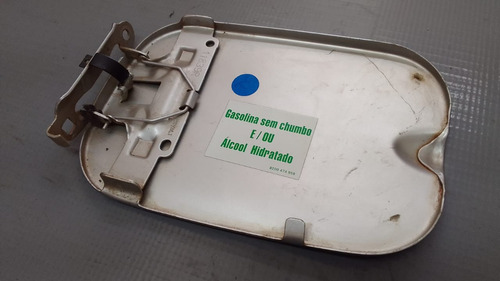 Gasolina sem chumbo
E / OU
Álcool Hidratado